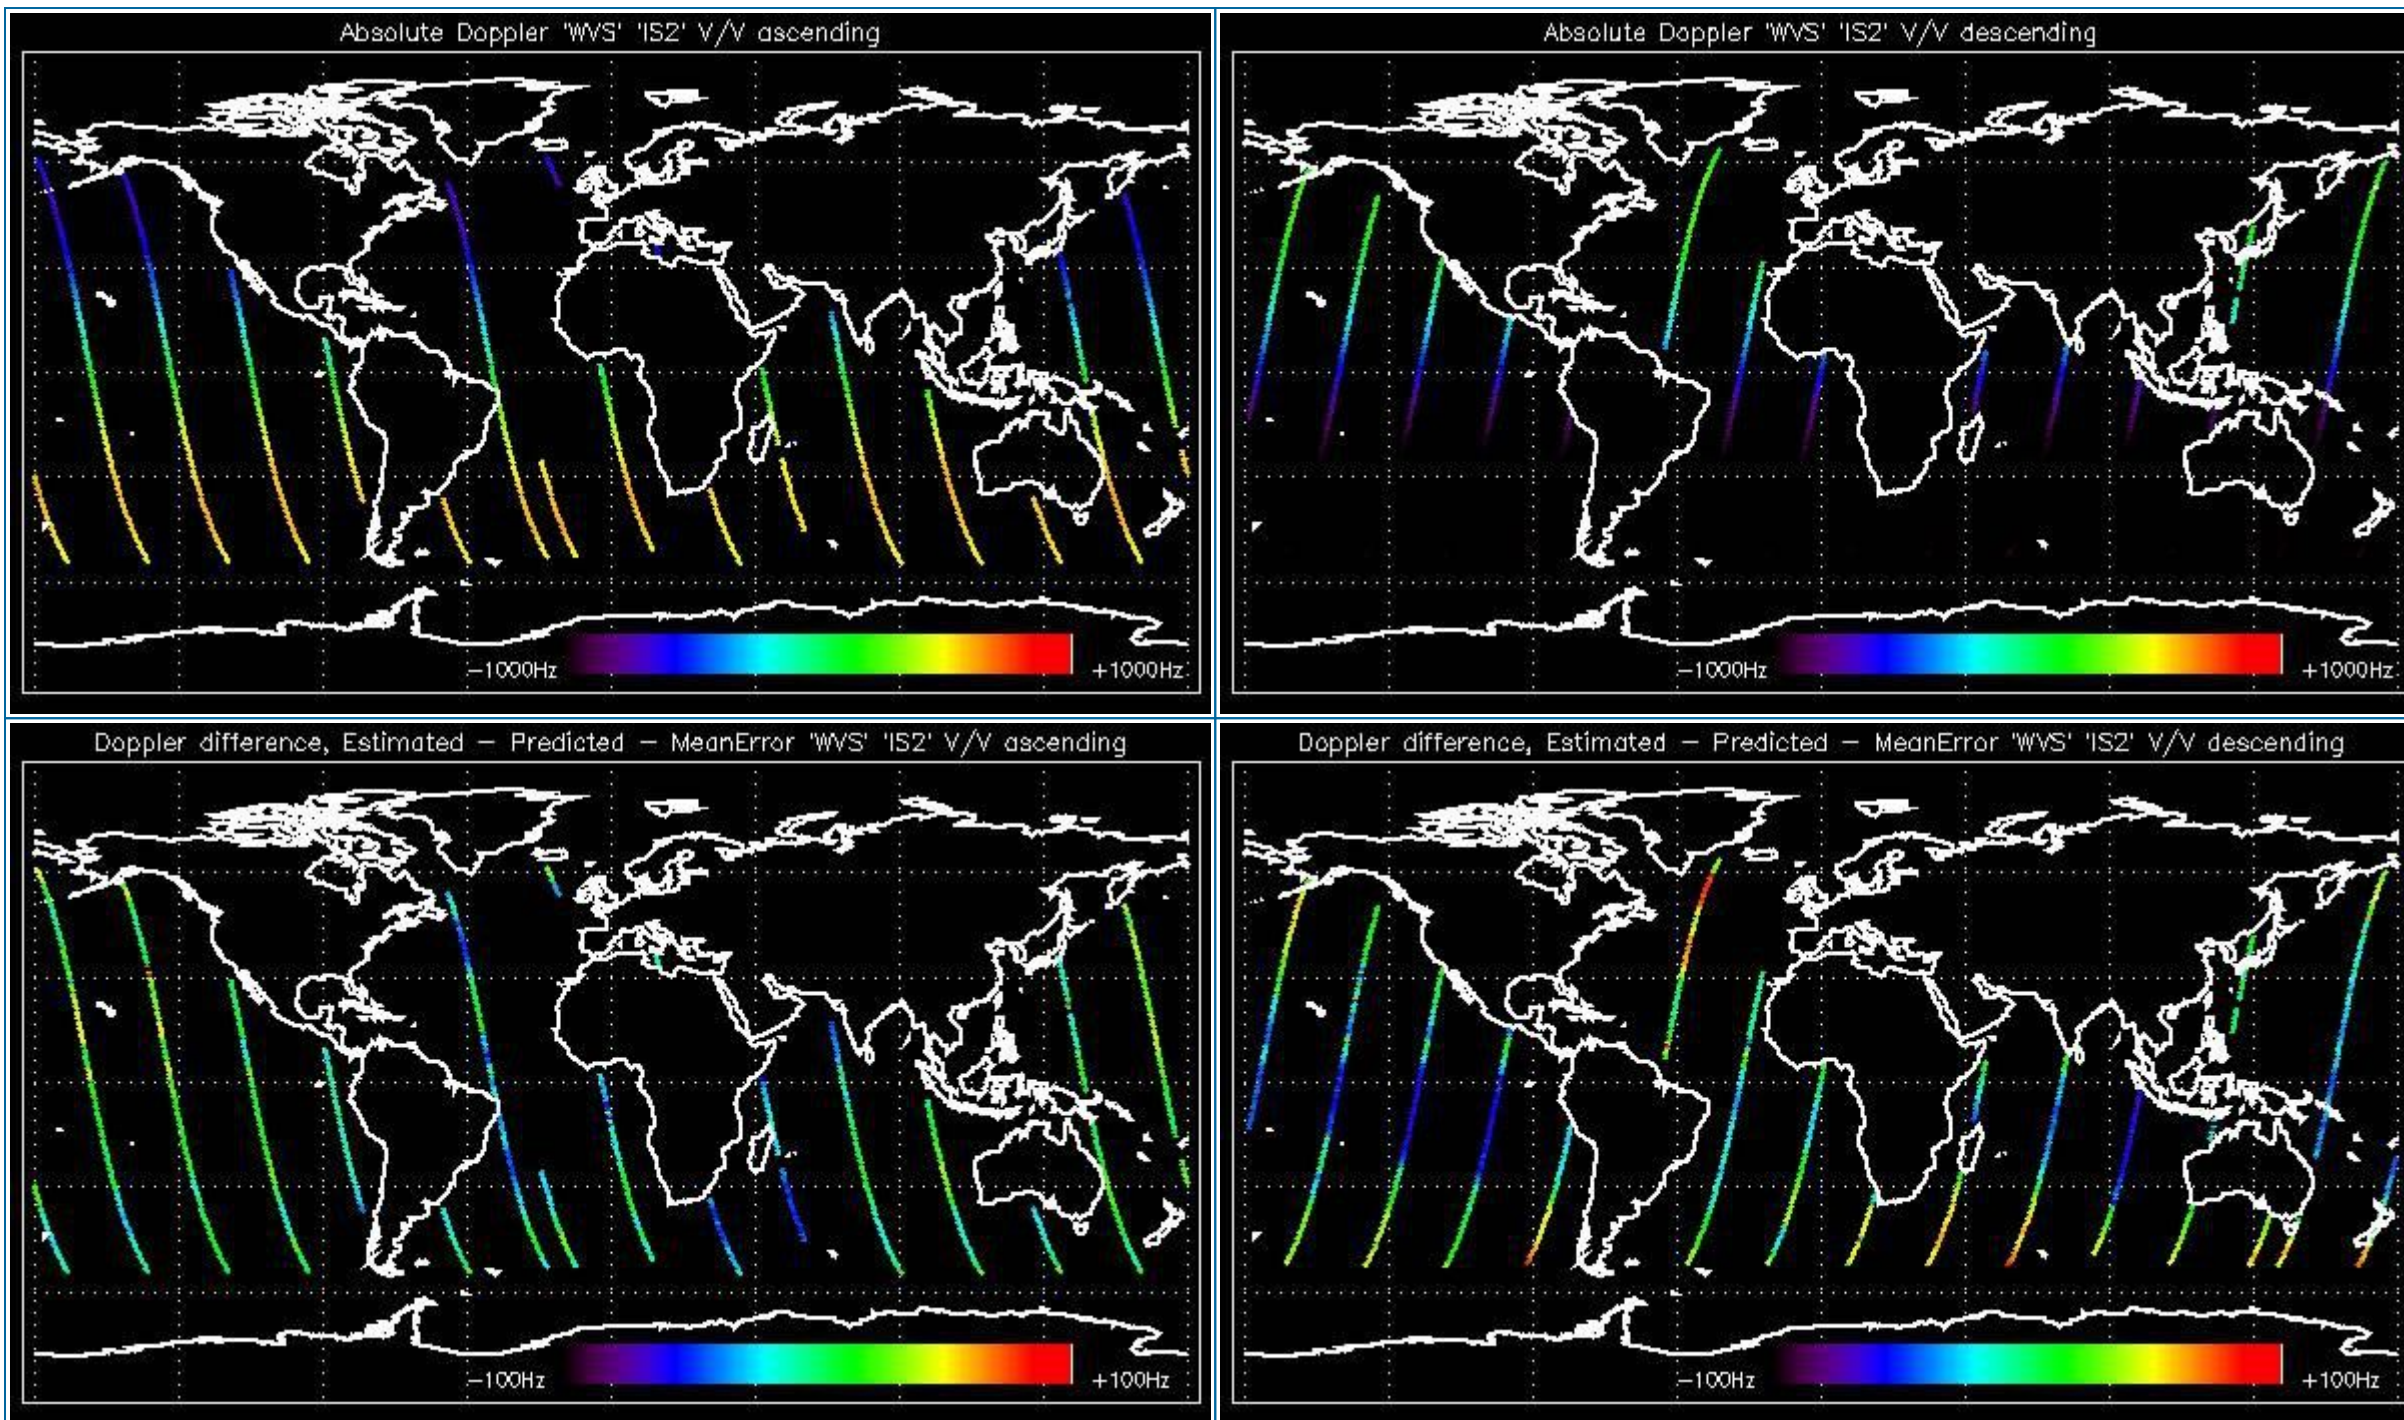 Absolute Doppler 'WVS' 'IS2' V/V ascending
-1000Hz
+1000Hz
Absolute Doppler 'WVS' 'IS2' V/V descending
-1000Hz
+1000Hz
Doppler difference, Estimated - Predicted - MeanError 'WVS' 'IS2' V/V ascending
-100Hz
+100Hz
Doppler difference, Estimated - Predicted - MeanError 'WVS' 'IS2' V/V descending
-100Hz
+100Hz